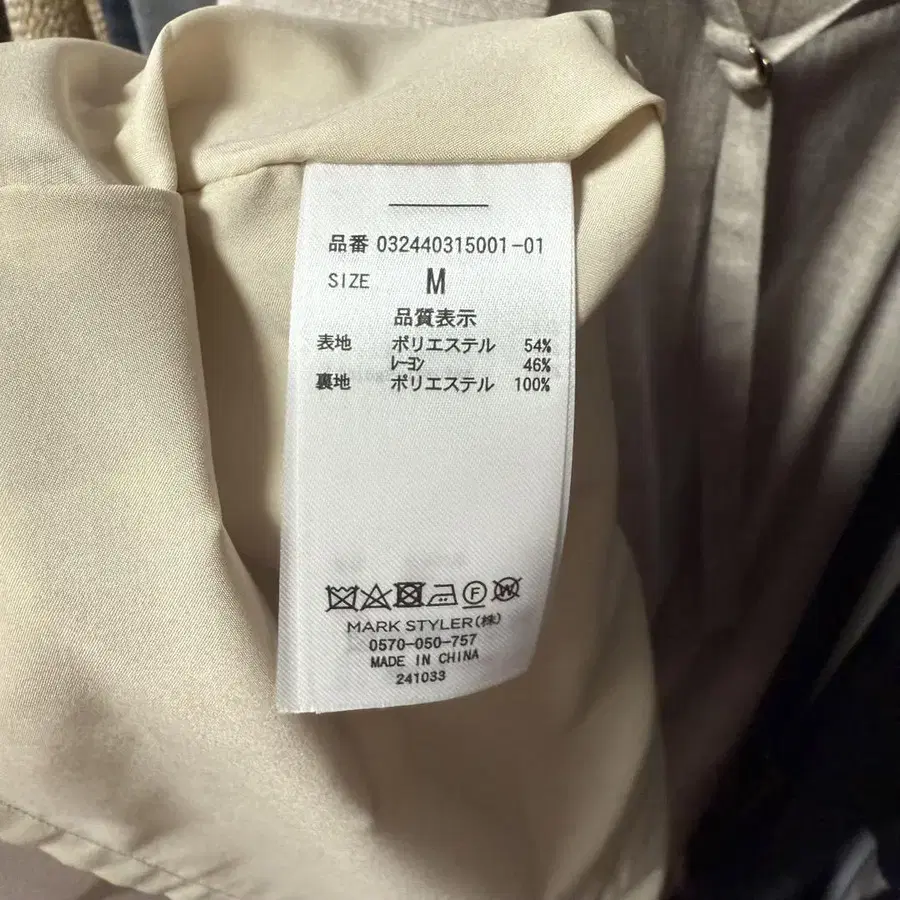 品番 032440315001-01
SIZE M
品質表示
表地 ポリエステル 54%
レーヨン 46%
裏地 ポリエステル 100%
MARK STYLER(株)
0570-050-757
MADE IN CHINA
241033